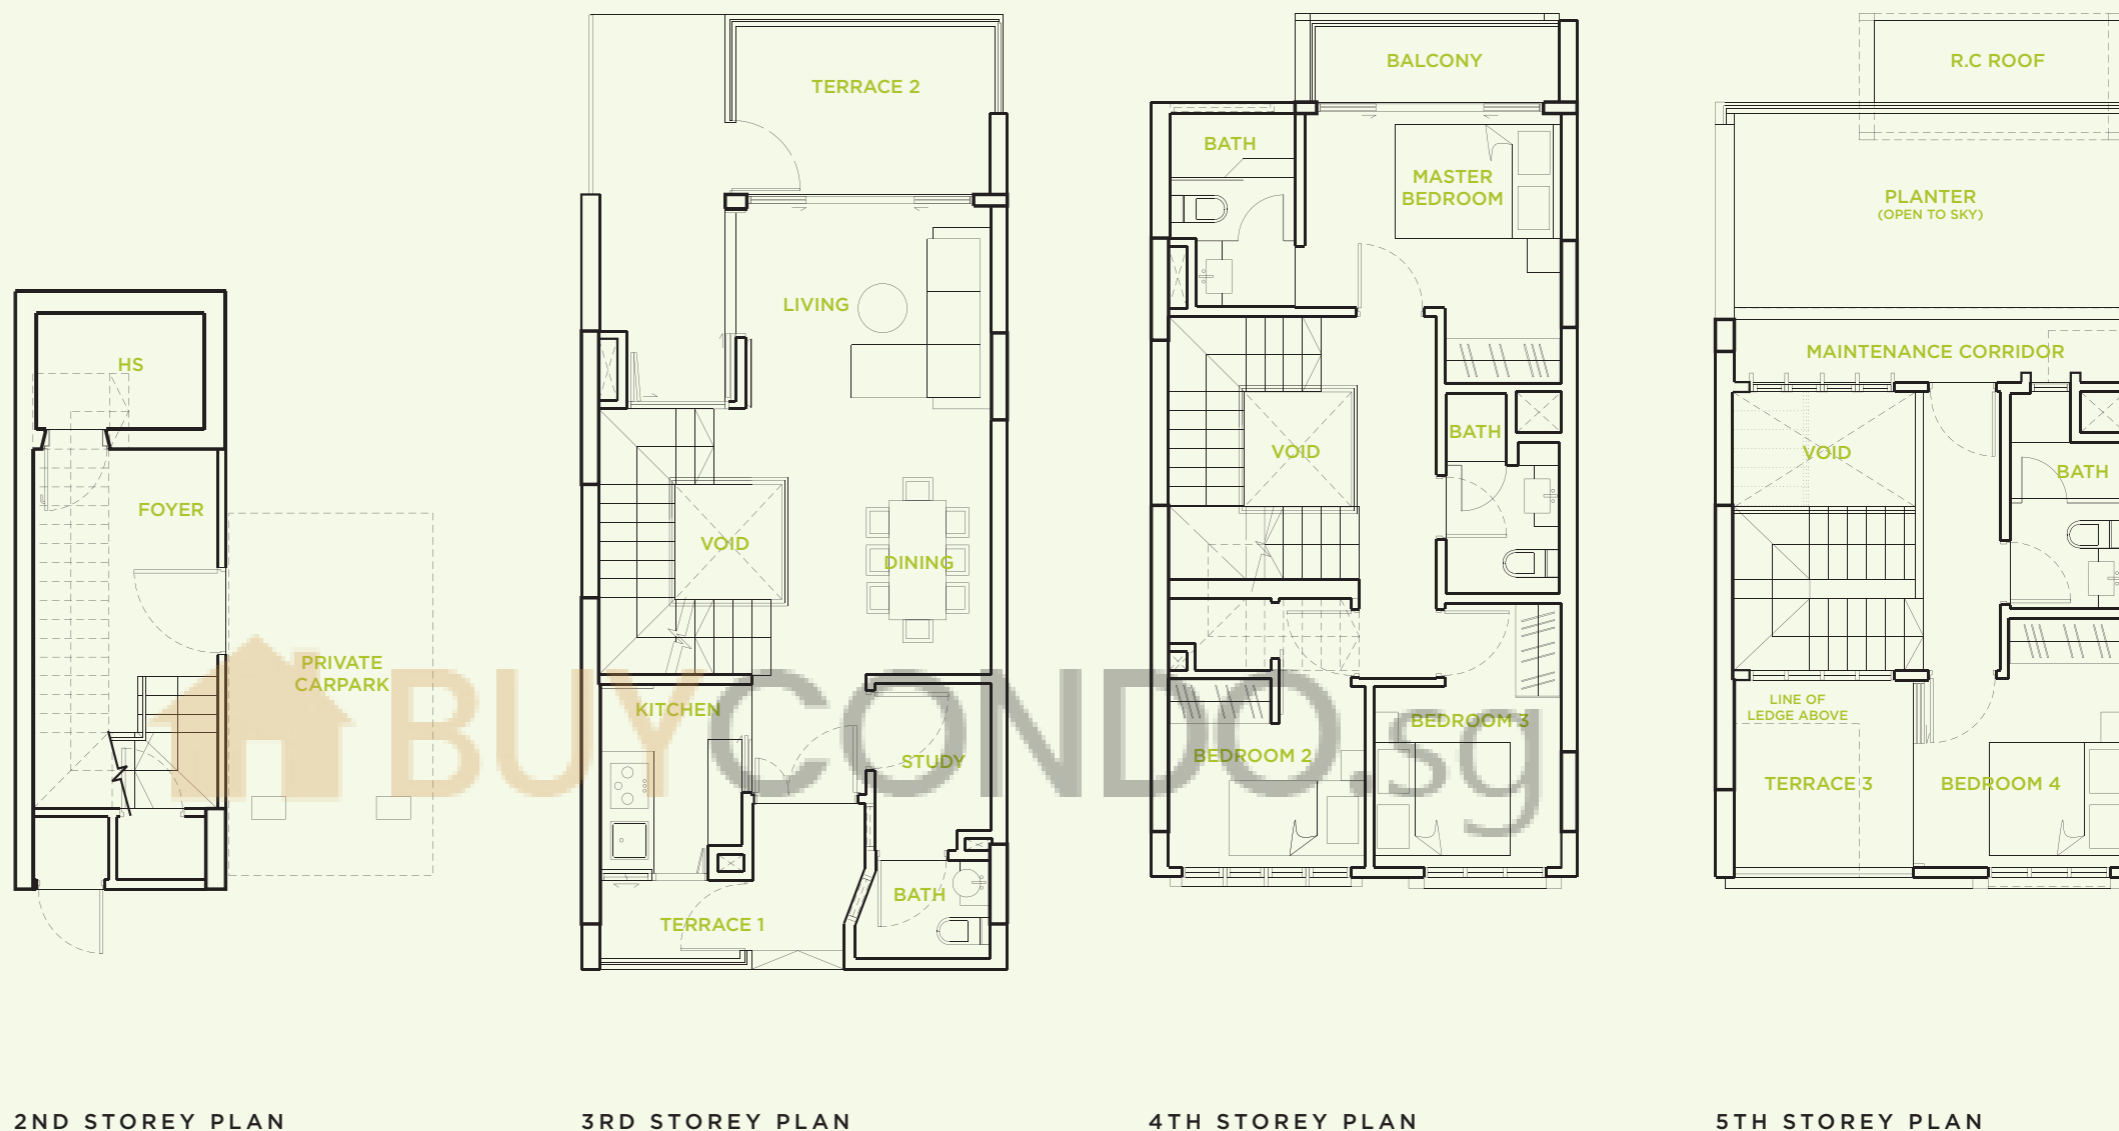 HS
FOYER
PRIVATE
CARPARK
2ND STOREY PLAN
TERRACE 2
LIVING
VOID
DINING
KITCHEN
STUDY
BATH
TERRACE 1
3RD STOREY PLAN
BALCONY
BATH
MASTER
BEDROOM
VOID
BATH
BEDROOM 3
BEDROOM 2
4TH STOREY PLAN
R.C ROOF
PLANTER
(OPEN TO SKY)
MAINTENANCE CORRIDOR
VOID
BATH
LINE OF
LEDGE ABOVE
TERRACE 3
BEDROOM 4
5TH STOREY PLAN
BUYCONDO.sg